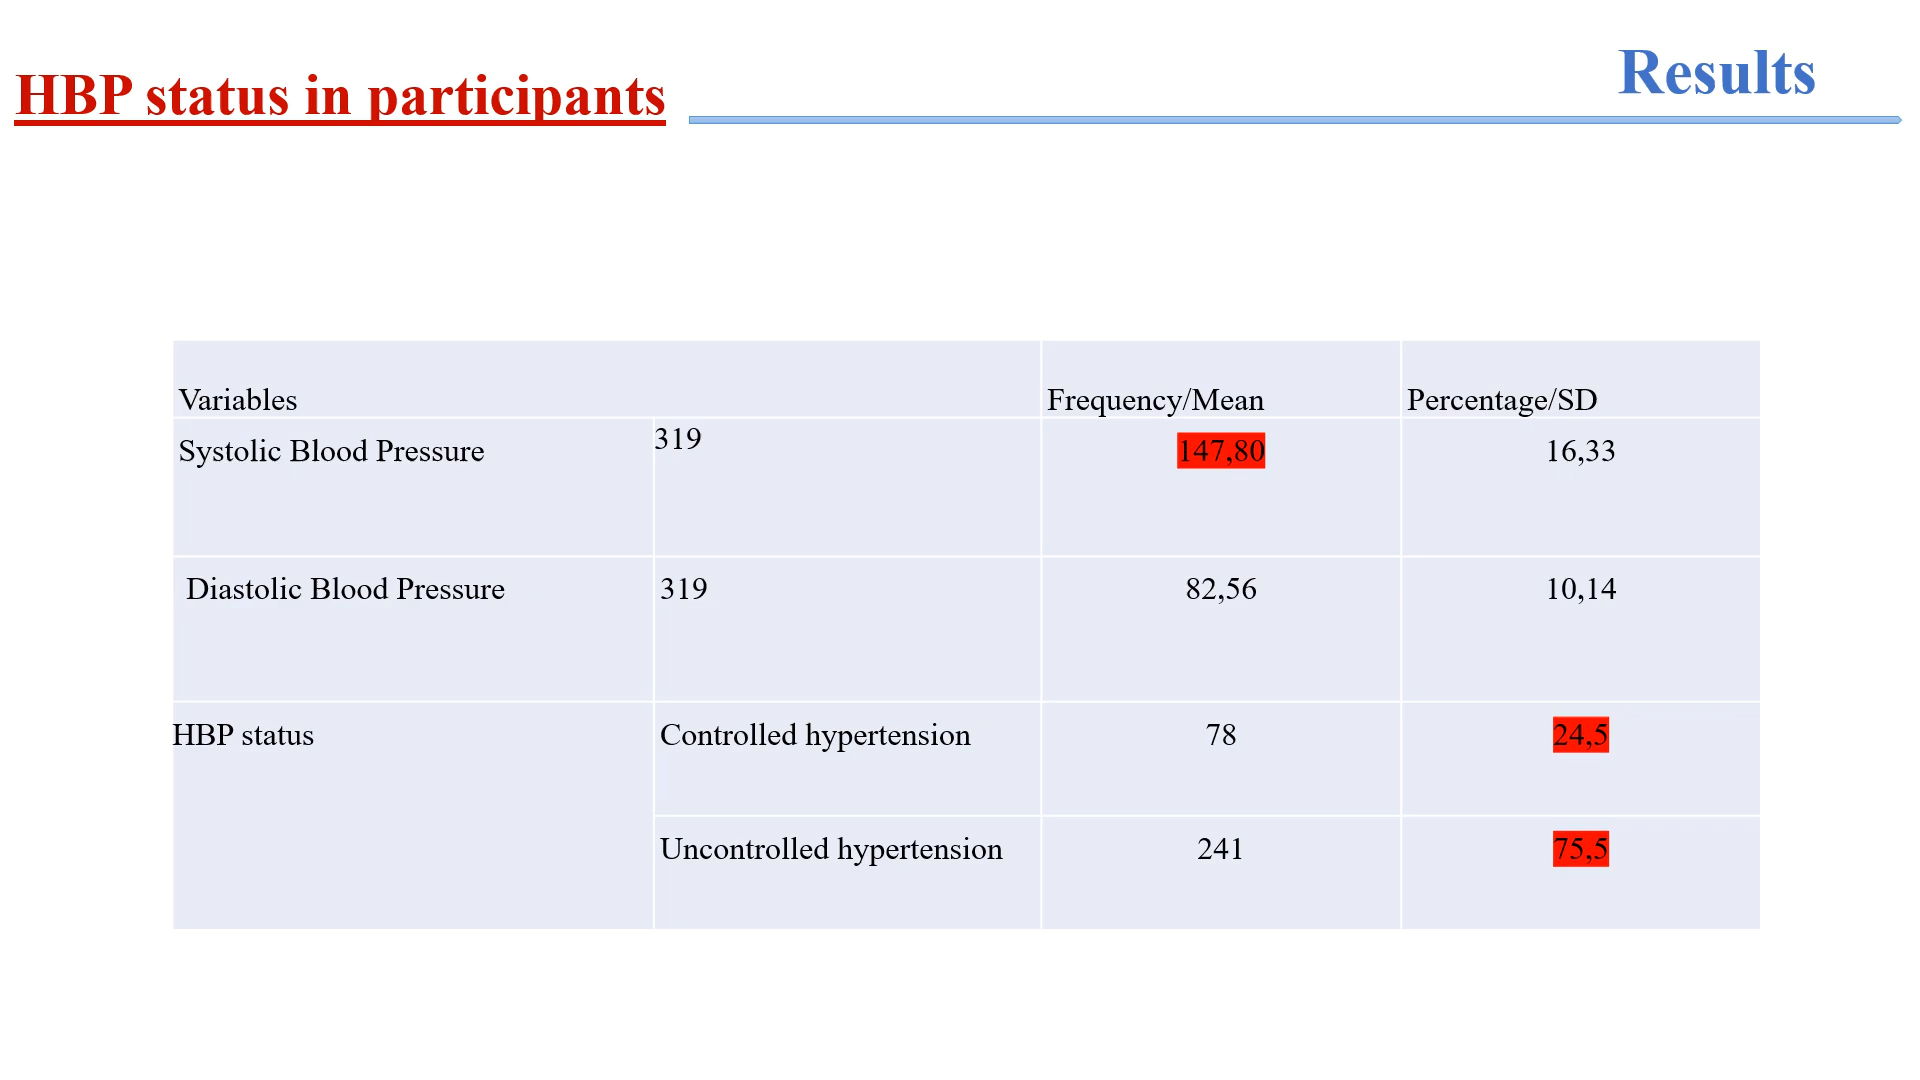 Results
HBP status in participants
Variables Frequency/Mean Percentage/SD
Systolic Blood Pressure 319 147,80 16,33
Diastolic Blood Pressure 319 82,56 10,14
HBP status Controlled hypertension 78 24,5
Uncontrolled hypertension 241 75,5